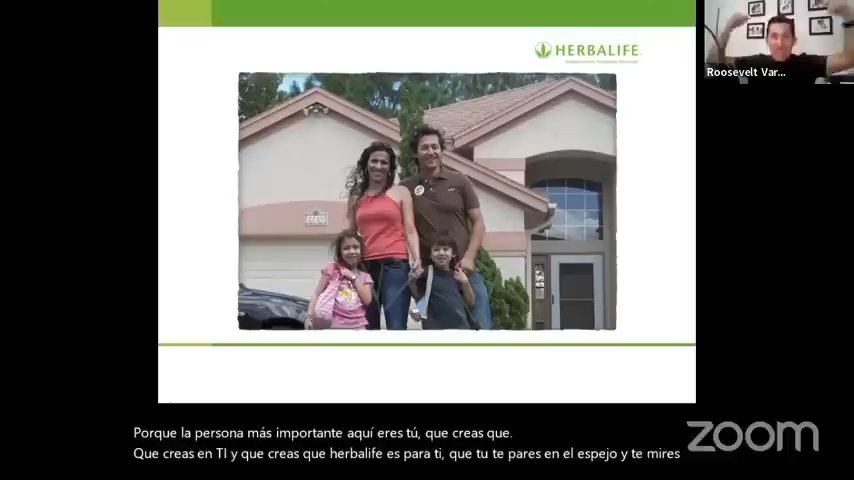 HERBALIFE
Roosevelt Var...
Porque la persona más importante aquí eres tú, que creas que.
Que creas en TI y que creas que herbalife es para ti, que tu te pares en el espejo y te mires
zoom